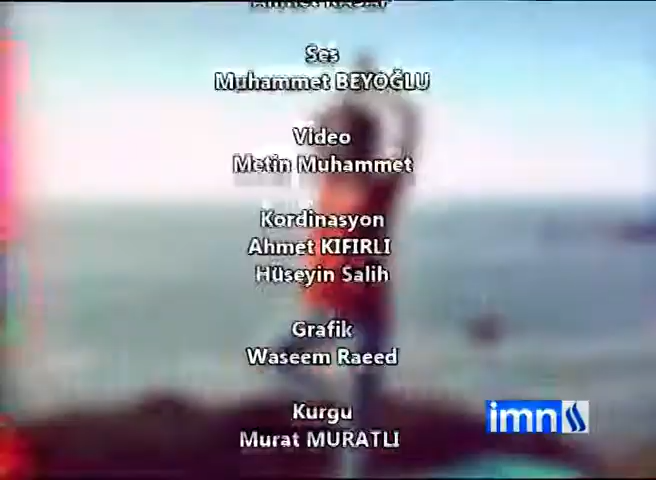 Ses
Muhammet BEYOĞLU
Video
Metin Muhammet
Kordinasyon
Ahmet KIFIRLI
Hüseyin Salih
Grafik
Waseem Raeed
Kurgu
Murat MURATLI
imn